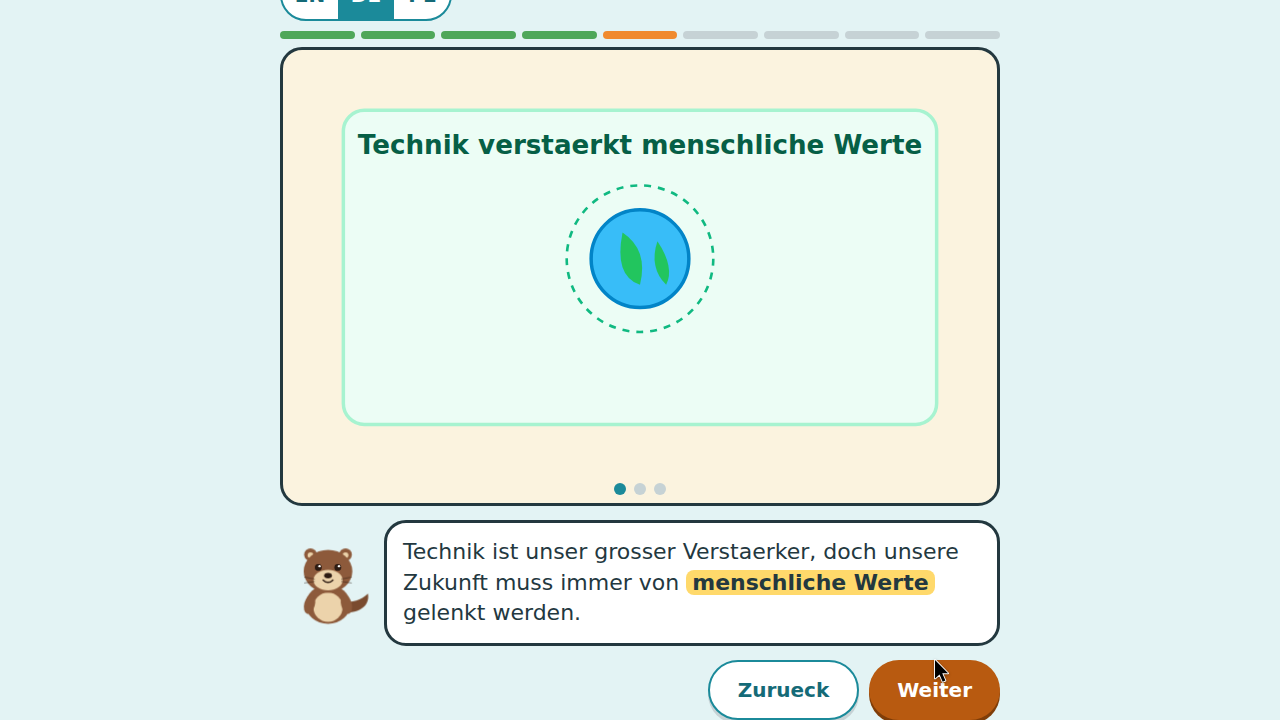 Technik verstaerkt menschliche Werte
Technik ist unser grosser Verstaerker, doch unsere
Zukunft muss immer von menschliche Werte
gelenkt werden.
Zurueck
Weiter